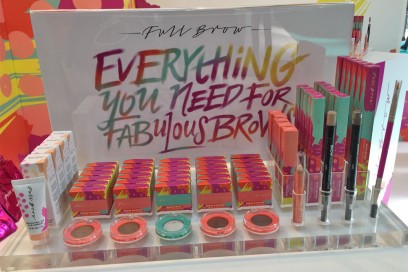 Full Brow
EVERYTHING
YOU NEED FOR
FABULOUS BROWS